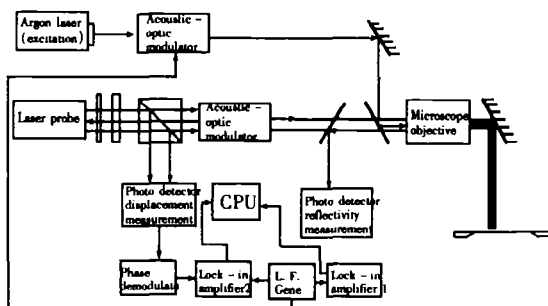 Argon laser
(excitation)
Acoustic -
optic
modulator
Laser probe
Acoustic -
optic
modulator
Microscope
objective
Photo detector
displacement
measurement
CPU
Photo detector
reflectivity
measurement
Phase
demodulate
Lock - in
amplifier2
L. F.
Gene
Lock - in
amplifier 1